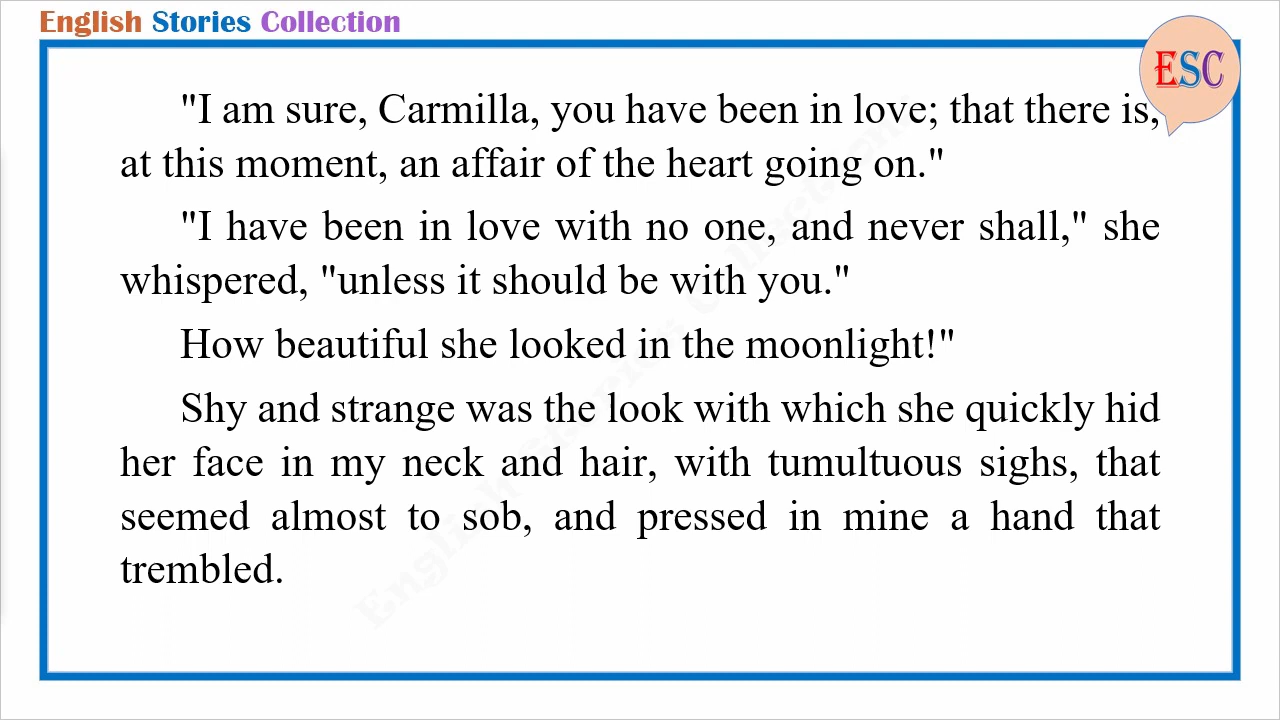 English Stories Collection
ESC
"I am sure, Carmilla, you have been in love; that there is,
at this moment, an affair of the heart going on."
"I have been in love with no one, and never shall," she
whispered, "unless it should be with you."
How beautiful she looked in the moonlight!"
Shy and strange was the look with which she quickly hid
her face in my neck and hair, with tumultuous sighs, that
seemed almost to sob, and pressed in mine a hand that
trembled.
English Stories Collection